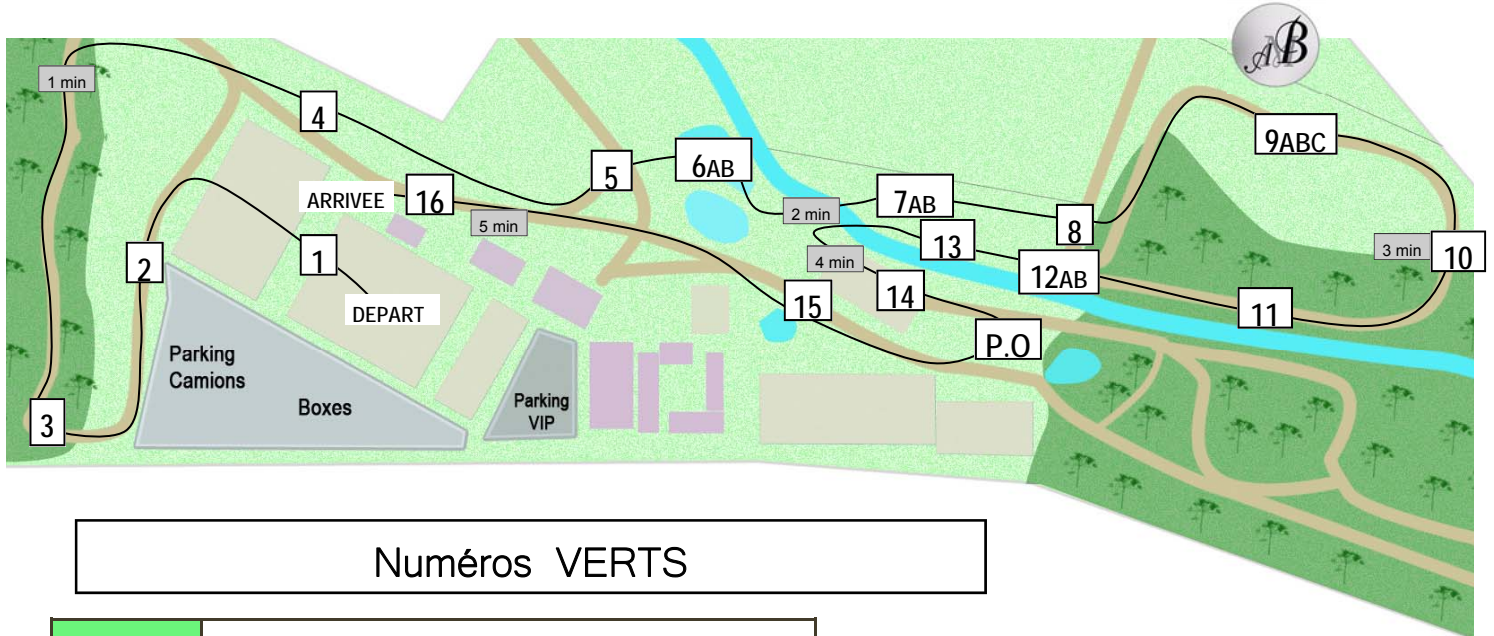 AB
1 min
4
9ABC
5
6AB
ARRIVEE
16
5 min
2 min
7AB
8
13
2
1
4 min
12AB
3 min
10
DEPART
15
14
11
P.O
Parking
Camions
Boxes
Parking
VIP
3
Numéros VERTS